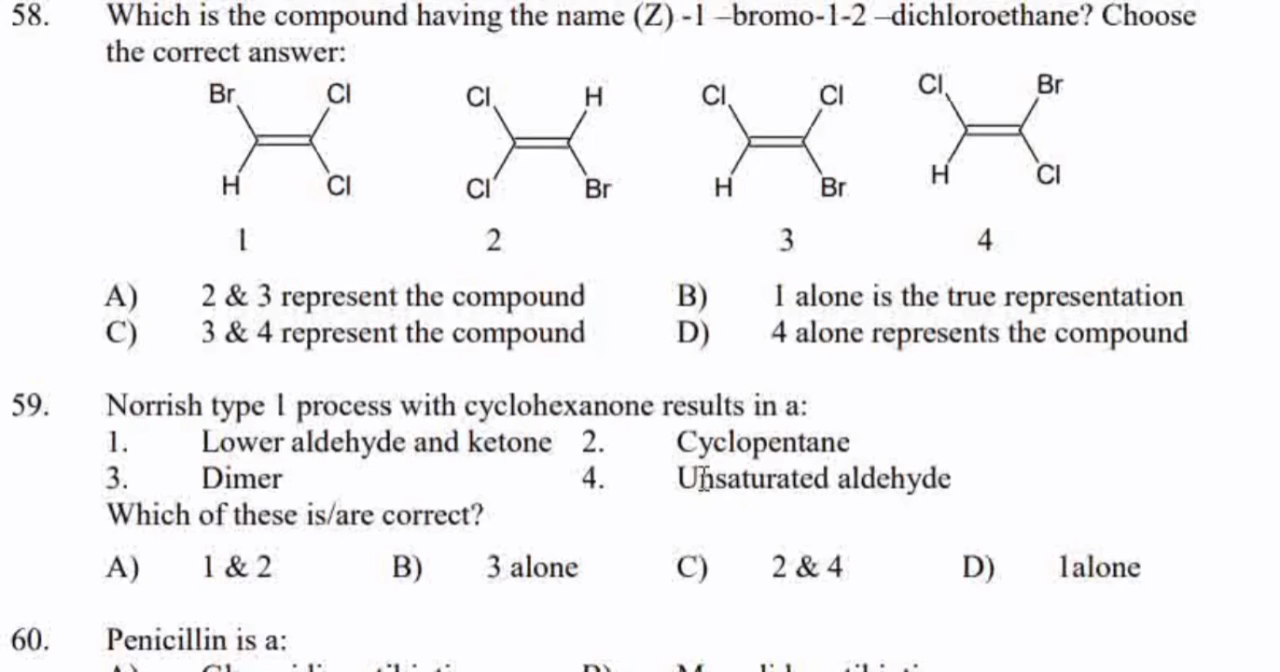 58. Which is the compound having the name (Z) -1 –bromo-1-2 –dichloroethane? Choose
the correct answer:
Br Cl Cl H Cl Cl Cl Br
H Cl Cl Br H Br H Cl
1 2 3 4
A) 2 & 3 represent the compound B) 1 alone is the true representation
C) 3 & 4 represent the compound D) 4 alone represents the compound
59. Norrish type 1 process with cyclohexanone results in a:
1. Lower aldehyde and ketone 2. Cyclopentane
3. Dimer 4. Unsaturated aldehyde
Which of these is/are correct?
A) 1 & 2 B) 3 alone C) 2 & 4 D) 1alone
60. Penicillin is a: